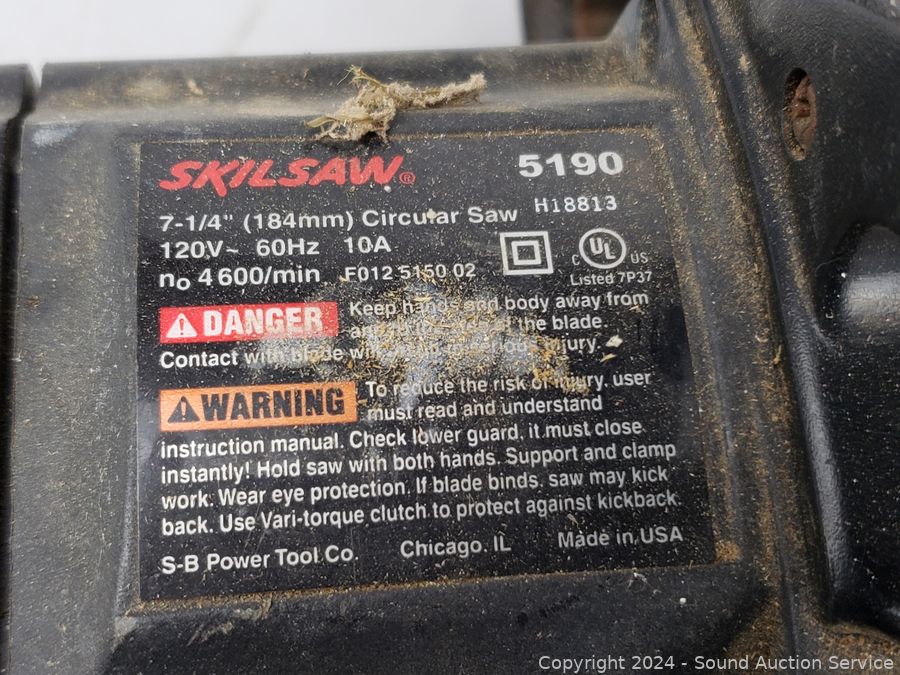 SKILSAW® 5190
7-1/4" (184mm) Circular Saw H18813
120V~ 60Hz 10A
no 4600/min F012 5150 02
C UL US
Listed 7P37
DANGER Keep hands and body away from
the blade.
Contact with blade will serious injury.
WARNING To reduce the risk of injury, user
must read and understand
instruction manual. Check lower guard, it must close
instantly! Hold saw with both hands. Support and clamp
work. Wear eye protection. If blade binds, saw may kick
back. Use Vari-torque clutch to protect against kickback.
S-B Power Tool Co. Chicago, IL Made in USA
Copyright 2024 - Sound Auction Service